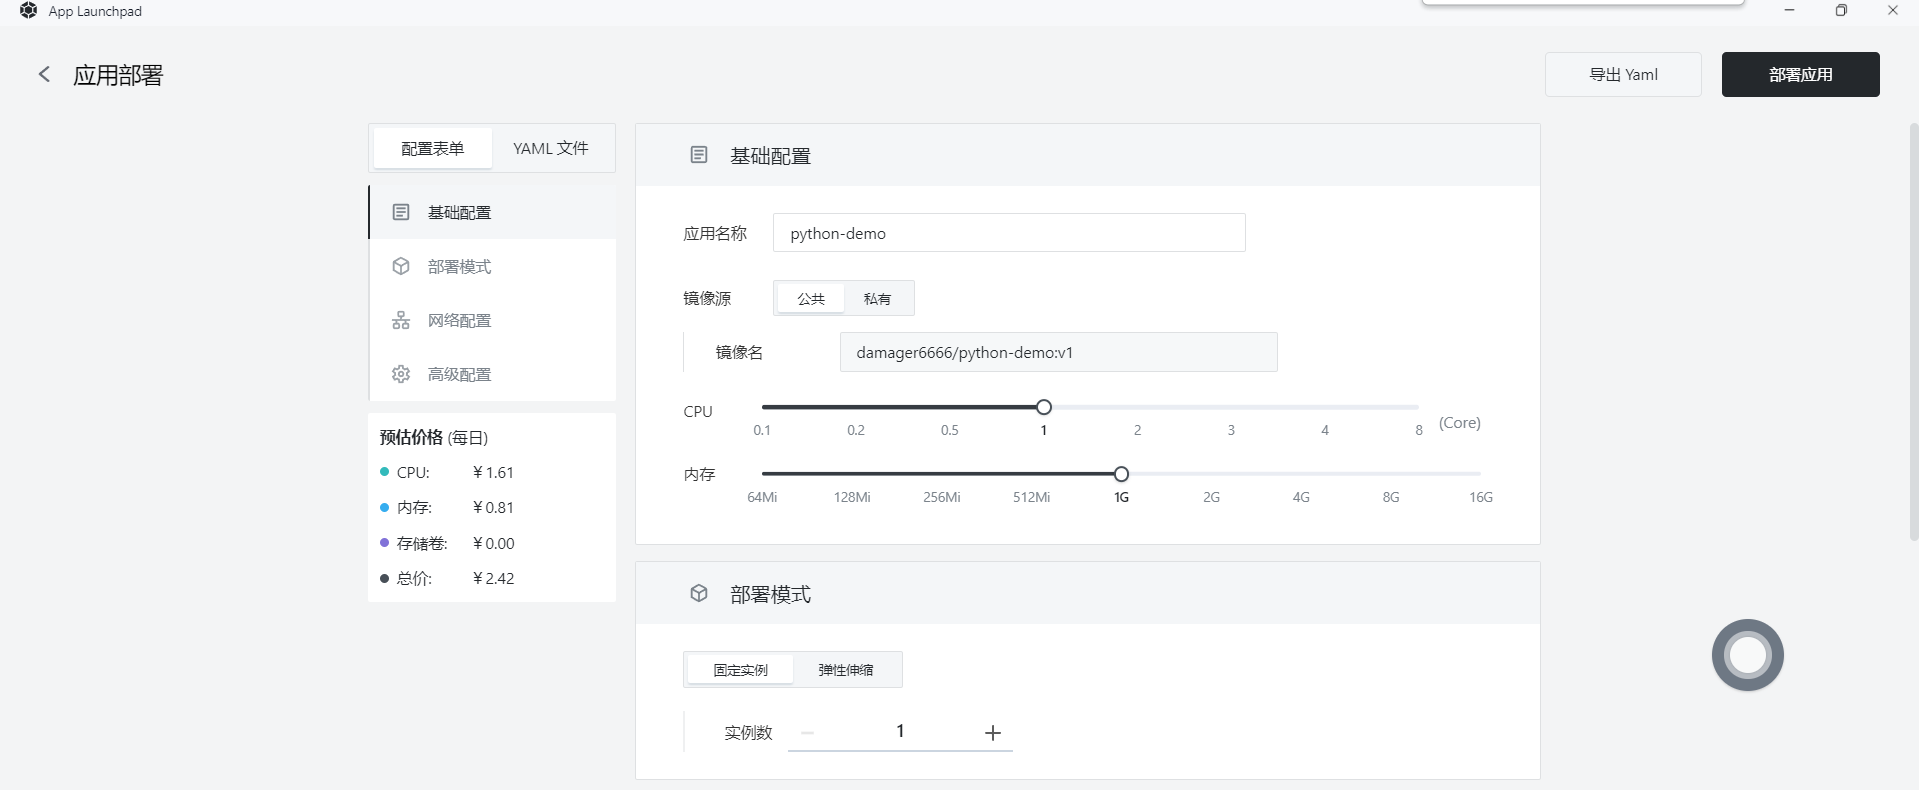 App Launchpad
应用部署
导出 Yaml
部署应用
配置表单
YAML 文件
基础配置
部署模式
网络配置
高级配置
预估价格 (每日)
CPU: ￥1.61
内存: ￥0.81
存储卷: ￥0.00
总价: ￥2.42
基础配置
应用名称 python-demo
镜像源 公共 私有
镜像名 damager6666/python-demo:v1
CPU
0.1 0.2 0.5 1 2 3 4 8 (Core)
内存
64Mi 128Mi 256Mi 512Mi 1G 2G 4G 8G 16G
部署模式
固定实例 弹性伸缩
实例数 1